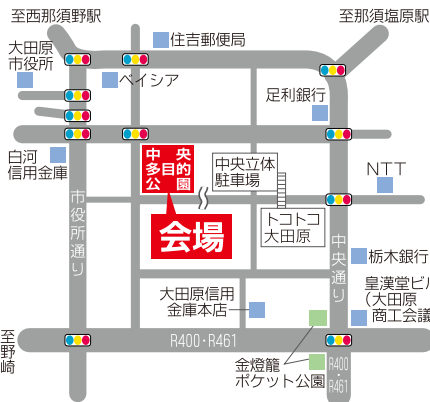 至西那須野駅
至那須塩原駅
大田原
市役所
住吉郵便局
ベイシア
足利銀行
白河
信用金庫
中央
多目的
公園
中央立体
駐車場
NTT
会場
トコトコ
大田原
市役所通り
中央通り
栃木銀行
皇漢堂ビル
(大田原
商工会議
大田原信用
金庫本店
至野崎
R400・R461
金燈籠
ポケット公園
R400・R461